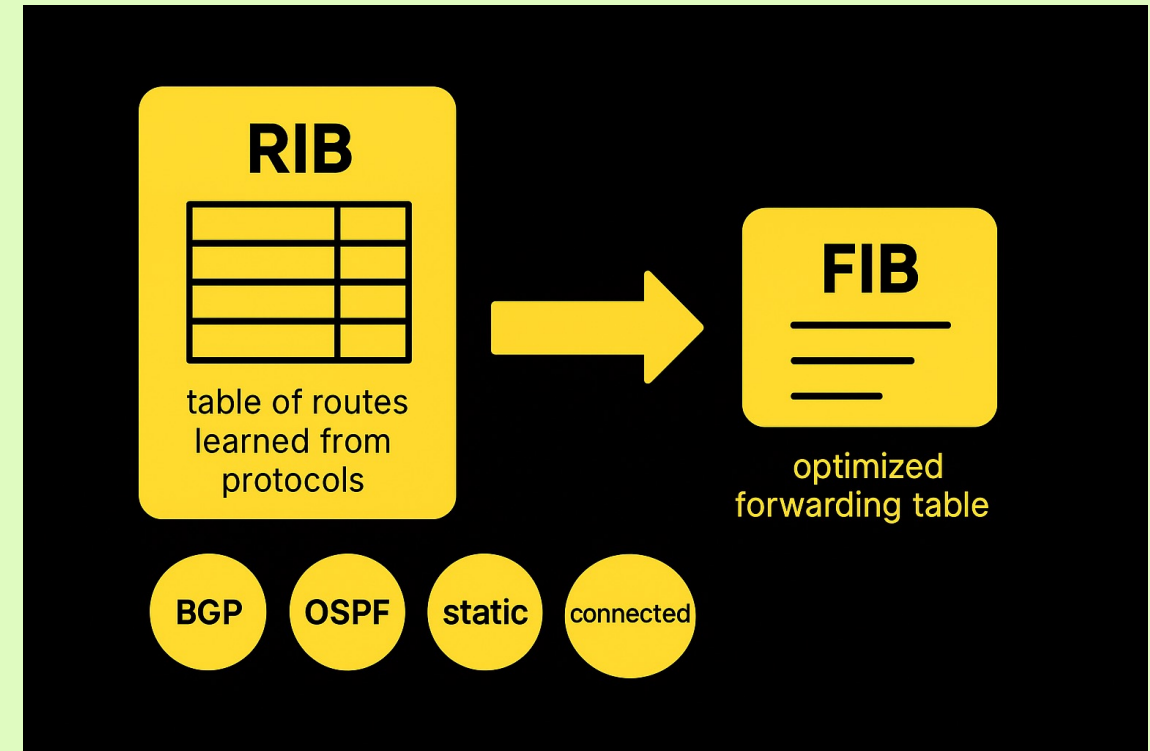 RIB
table of routes
learned from
protocols
FIB
optimized
forwarding table
BGP
OSPF
static
connected